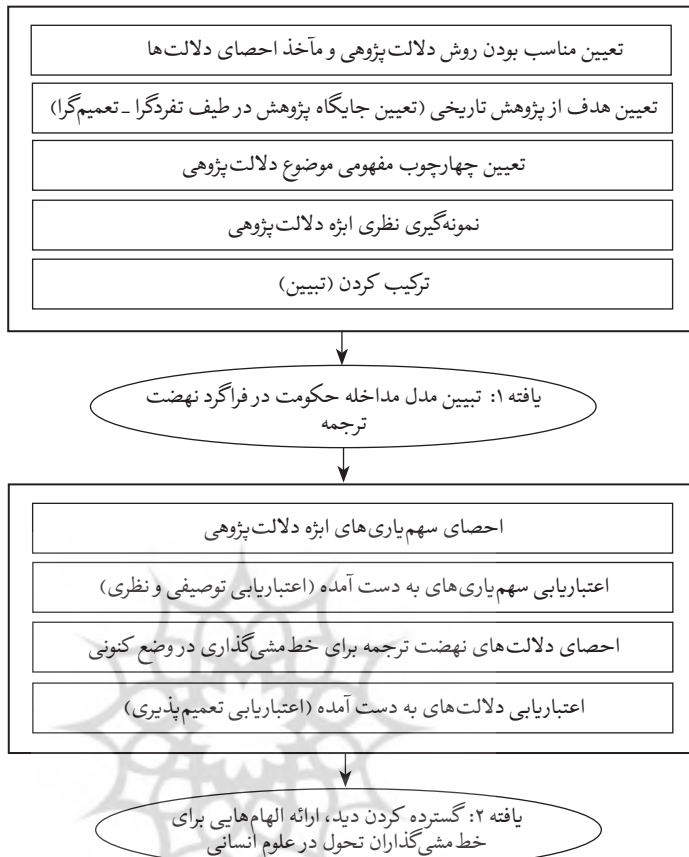 تعیین مناسب بودن روش دلالت‌پژوهی و مآخذ احصای دلالت‌ها
تعیین هدف از پژوهش تاریخی (تعیین جایگاه پژوهش در طیف تفردگرا ـ تعمیم‌گرا)
تعیین چهارچوب مفهومی موضوع دلالت‌پژوهی
نمونه‌گیری نظری ابژه دلالت‌پژوهی
ترکیب کردن (تبیین)
یافته ۱: تبیین مدل مداخله حکومت در فراگرد نهضت
ترجمه
احصای سهم‌یاری‌های ابژه دلالت‌پژوهی
اعتباریابی سهم‌یاری‌های به دست آمده (اعتباریابی توصیفی و نظری)
احصای دلالت‌های نهضت ترجمه برای خط‌مشی‌گذاری در وضع کنونی
اعتباریابی دلالت‌های به دست آمده (اعتباریابی تعمیم‌پذیری)
یافته ۲: گسترده کردن دید، ارائه الهام‌هایی برای
خط‌مشی‌گذاران تحول در علوم انسانی